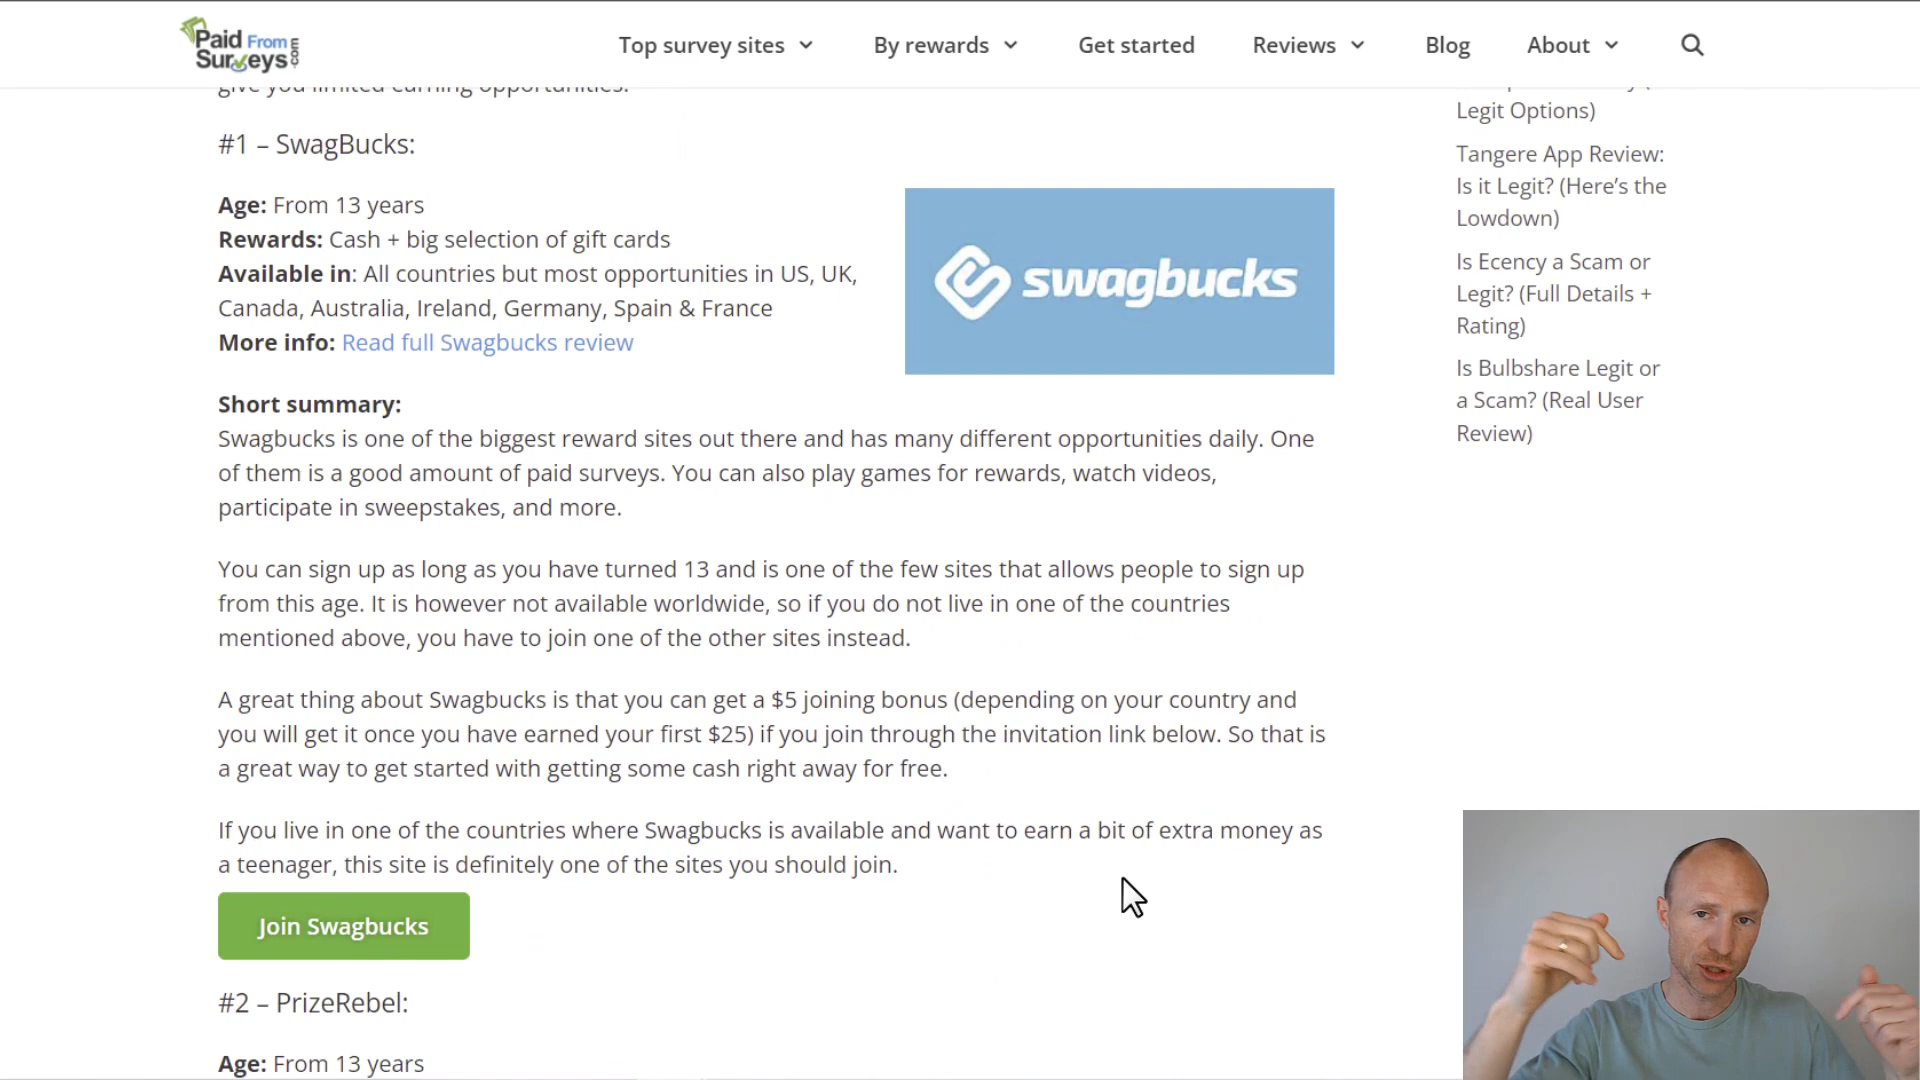 Paid From
Surveys
.com
Top survey sites
By rewards
Get started
Reviews
Blog
About
give you limited earning opportunities.
#1 – SwagBucks:
Age: From 13 years
Rewards: Cash + big selection of gift cards
Available in: All countries but most opportunities in US, UK,
Canada, Australia, Ireland, Germany, Spain & France
More info: Read full Swagbucks review
swagbucks
Short summary:
Swagbucks is one of the biggest reward sites out there and has many different opportunities daily. One
of them is a good amount of paid surveys. You can also play games for rewards, watch videos,
participate in sweepstakes, and more.
You can sign up as long as you have turned 13 and is one of the few sites that allows people to sign up
from this age. It is however not available worldwide, so if you do not live in one of the countries
mentioned above, you have to join one of the other sites instead.
A great thing about Swagbucks is that you can get a $5 joining bonus (depending on your country and
you will get it once you have earned your first $25) if you join through the invitation link below. So that is
a great way to get started with getting some cash right away for free.
If you live in one of the countries where Swagbucks is available and want to earn a bit of extra money as
a teenager, this site is definitely one of the sites you should join.
Join Swagbucks
#2 – PrizeRebel:
Age: From 13 years
Legit Options)
Tangere App Review:
Is it Legit? (Here's the
Lowdown)
Is Ecency a Scam or
Legit? (Full Details +
Rating)
Is Bulbshare Legit or
a Scam? (Real User
Review)